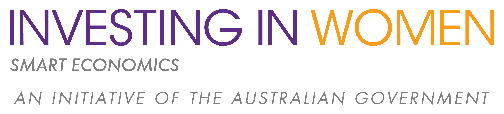 INVESTING IN WOMEN
SMART ECONOMICS
AN INITIATIVE OF THE AUSTRALIAN GOVERNMENT